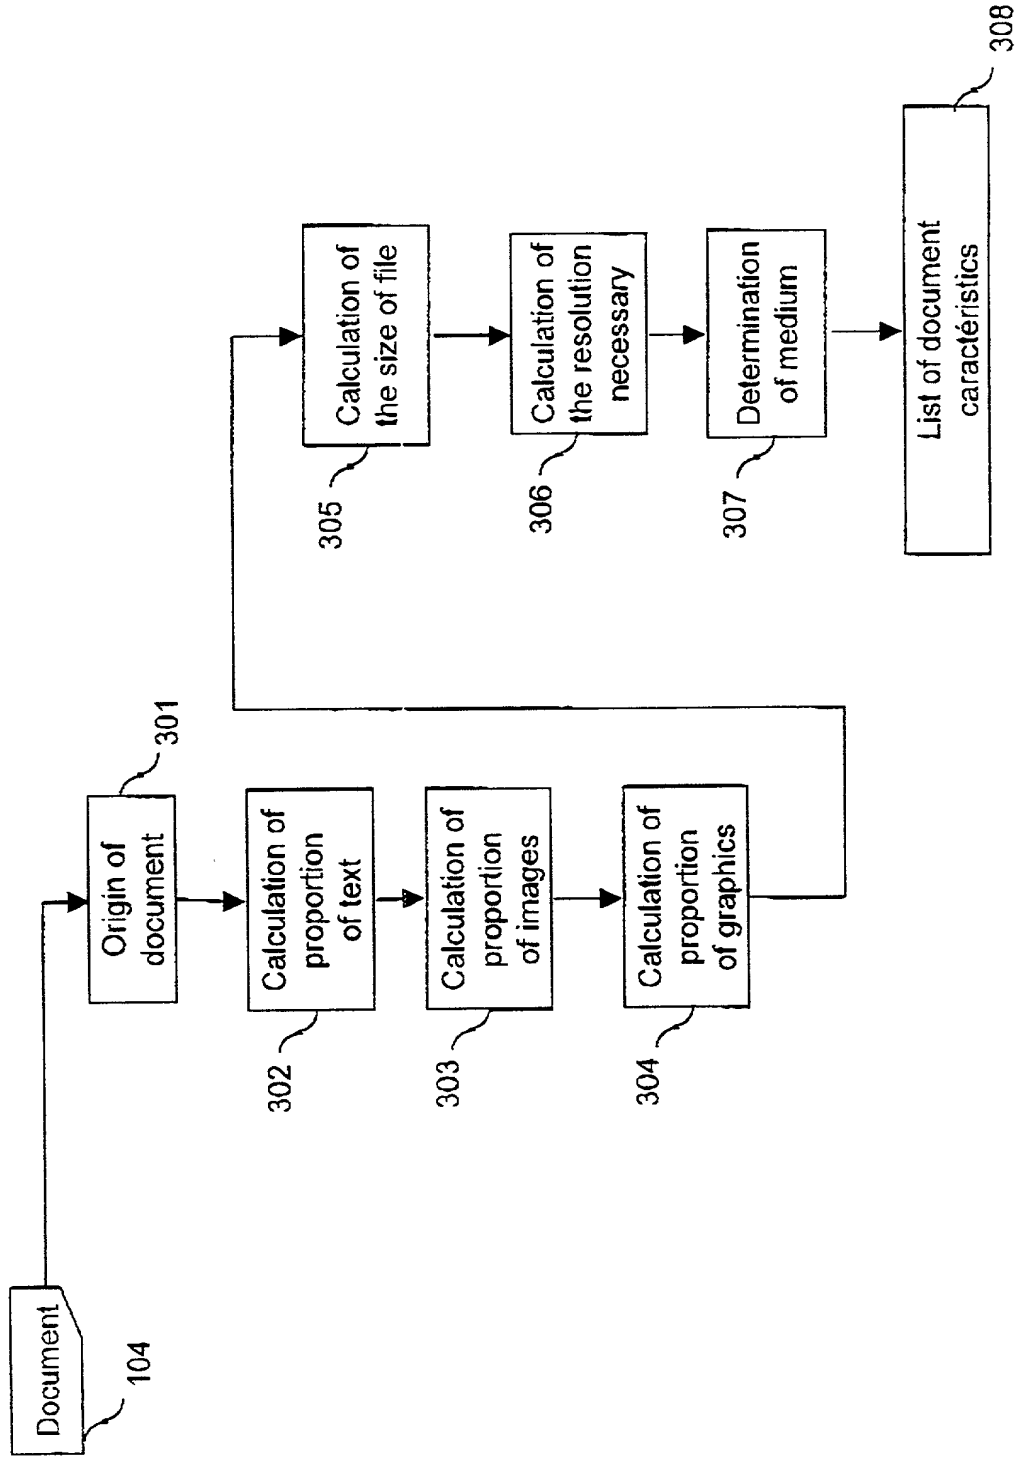 Document
104
Origin of
document
301
Calculation of
proportion
of text
302
Calculation of
proportion
of images
303
Calculation of
proportion
of graphics
304
Calculation of
the size of file
305
Calculation of
the resolution
necessary
306
Determination
of medium
307
List of document
caractéristics
308